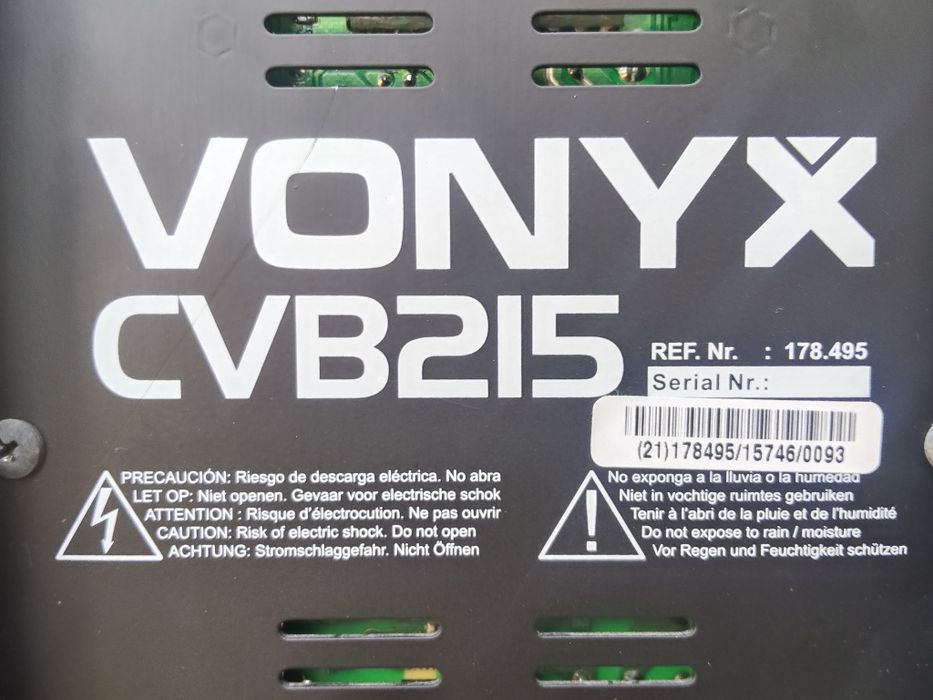 VONYX
CVB215
REF. Nr. : 178.495
Serial Nr.:
(21)178495/15746/0093
PRECAUCIÓN: Riesgo de descarga eléctrica. No abra
LET OP: Niet openen. Gevaar voor electrische schok
ATTENTION : Risque d'électrocution. Ne pas ouvrir
CAUTION: Risk of electric shock. Do not open
ACHTUNG: Stromschlaggefahr. Nicht Öffnen
No exponga a la lluvia o la humedad
Niet in vochtige ruimtes gebruiken
Tenir à l'abri de la pluie et de l'humidité
Do not expose to rain / moisture
Vor Regen und Feuchtigkeit schützen